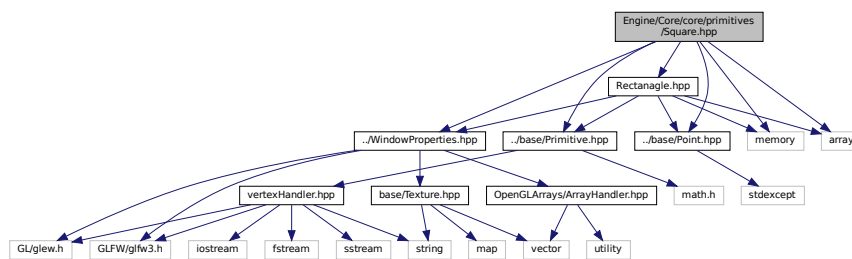 Engine/Core/core/primitives
/Square.hpp
Rectanagle.hpp
../WindowProperties.hpp
../base/Primitive.hpp
../base/Point.hpp
memory
array
vertexHandler.hpp
base/Texture.hpp
OpenGLArrays/ArrayHandler.hpp
math.h
stdexcept
GL/glew.h
GLFW/glfw3.h
iostream
fstream
sstream
string
map
vector
utility